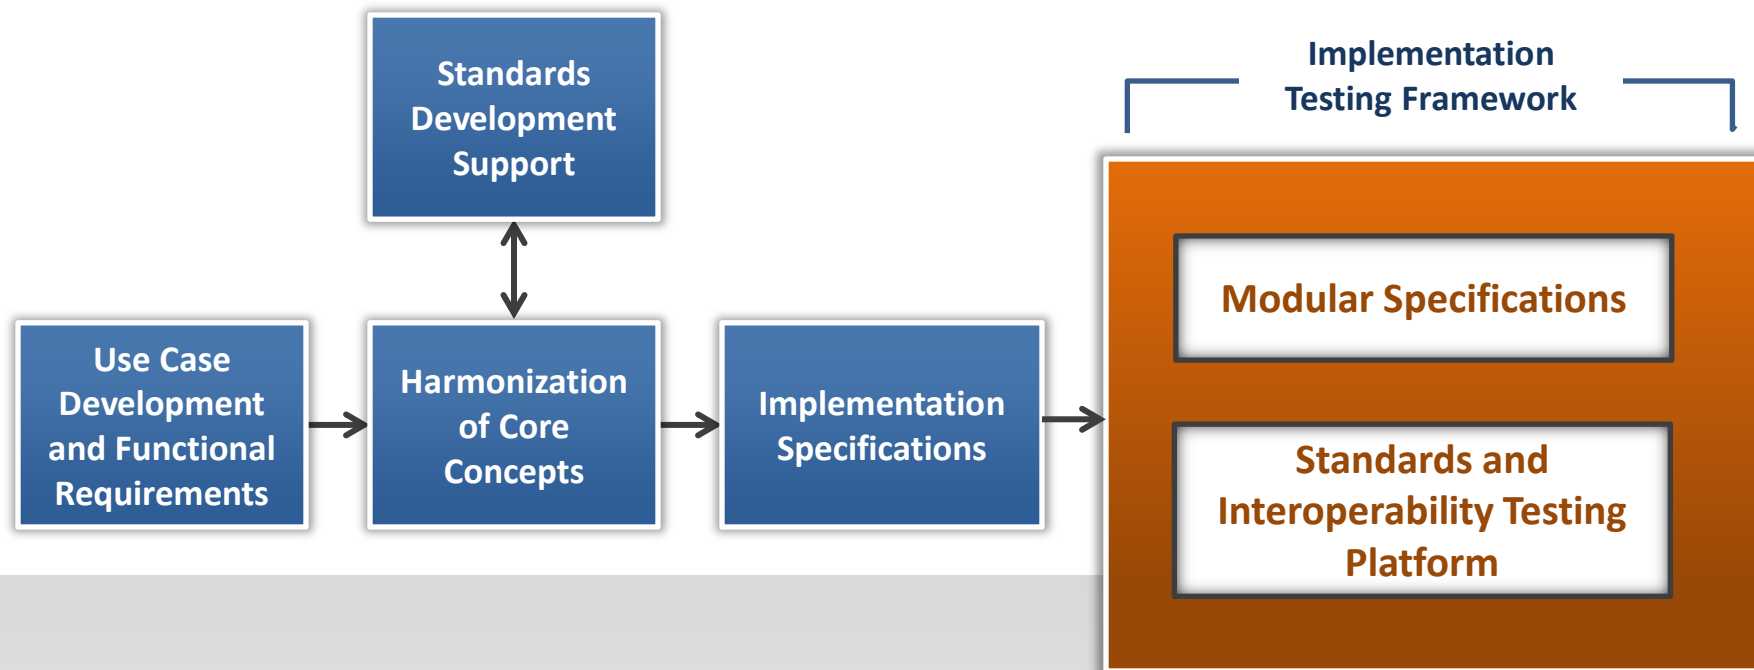 Standards
Development
Support
Implementation
Testing Framework
Use Case
Development
and Functional
Requirements
Harmonization
of Core
Concepts
Implementation
Specifications
Modular Specifications
Standards and
Interoperability Testing
Platform